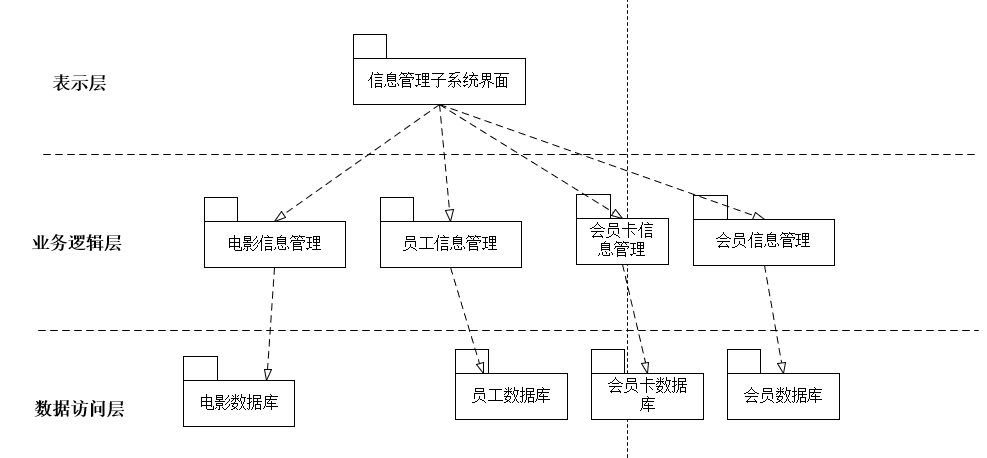 表示层
信息管理子系统界面
业务逻辑层
电影信息管理
员工信息管理
会员卡信
息管理
会员信息管理
数据访问层
电影数据库
员工数据库
会员卡数据
库
会员数据库